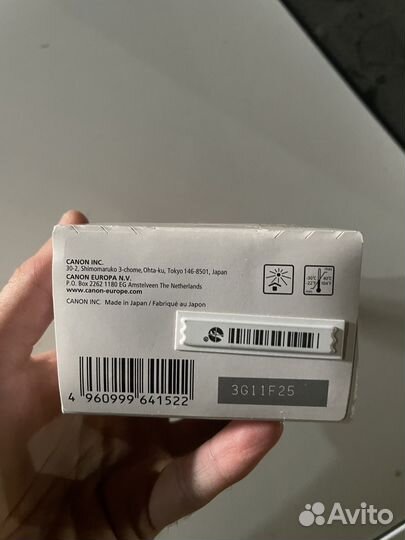 CANON INC.
30-2, Shimomaruko 3-chome, Ohta-ku, Tokyo 146-8501, Japan
CANON EUROPA N.V.
P.O. Box 2262 1180 EG Amstelveen The Netherlands
www.canon-europe.com
CANON INC. Made in Japan / Fabriqué au Japon
4 960999 641522
3G11F25
Avito